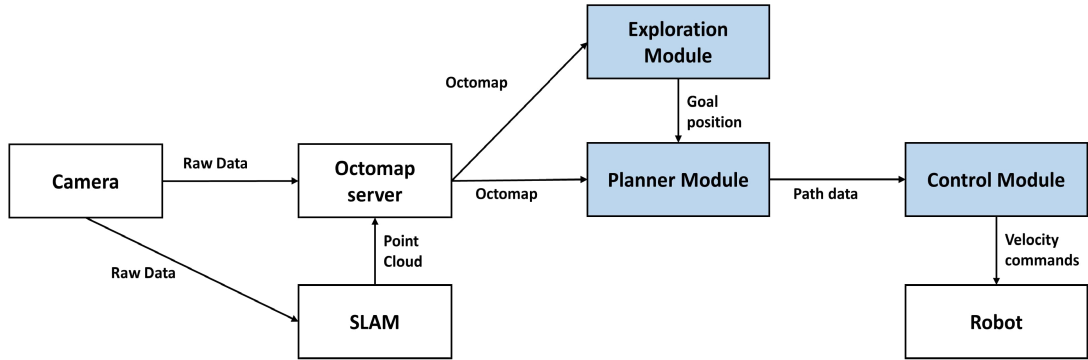 Exploration
Module
Octomap
Goal
position
Raw Data
Camera
Octomap
server
Octomap
Planner Module
Path data
Control Module
Point
Cloud
Velocity
commands
Raw Data
SLAM
Robot